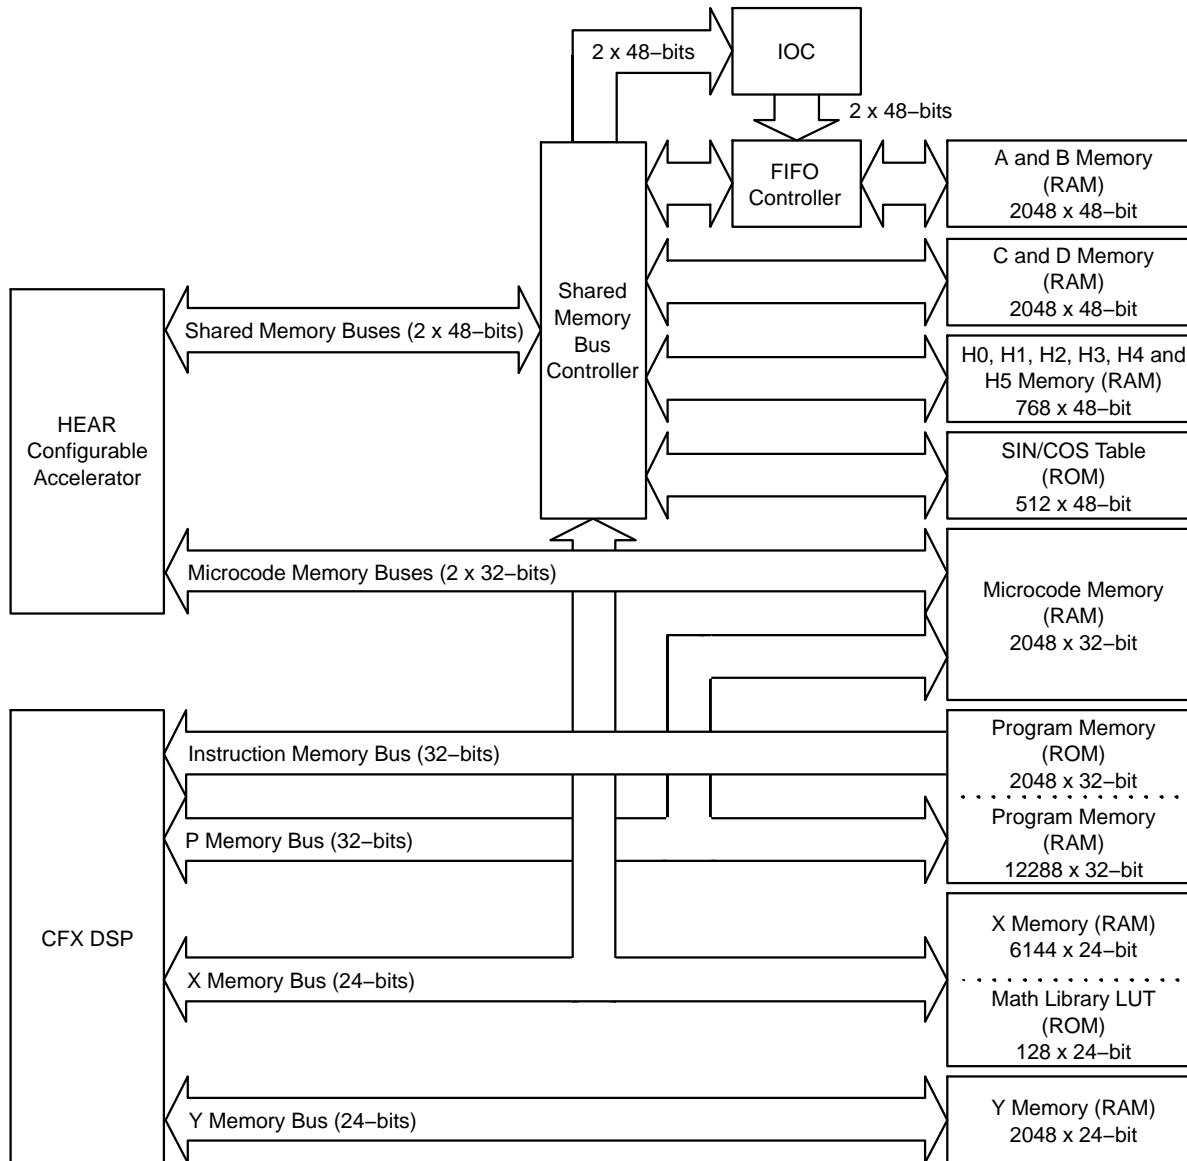 2 x 48−bits
IOC
2 x 48−bits
FIFO
Controller
A and B Memory
(RAM)
2048 x 48−bit
C and D Memory
(RAM)
2048 x 48−bit
Shared
Memory
Bus
Controller
Shared Memory Buses (2 x 48−bits)
H0, H1, H2, H3, H4 and
H5 Memory (RAM)
768 x 48−bit
HEAR
Configurable
Accelerator
SIN/COS Table
(ROM)
512 x 48−bit
Microcode Memory Buses (2 x 32−bits)
Microcode Memory
(RAM)
2048 x 32−bit
Instruction Memory Bus (32−bits)
Program Memory
(ROM)
2048 x 32−bit
P Memory Bus (32−bits)
Program Memory
(RAM)
12288 x 32−bit
CFX DSP
X Memory (RAM)
6144 x 24−bit
X Memory Bus (24−bits)
Math Library LUT
(ROM)
128 x 24−bit
Y Memory Bus (24−bits)
Y Memory (RAM)
2048 x 24−bit